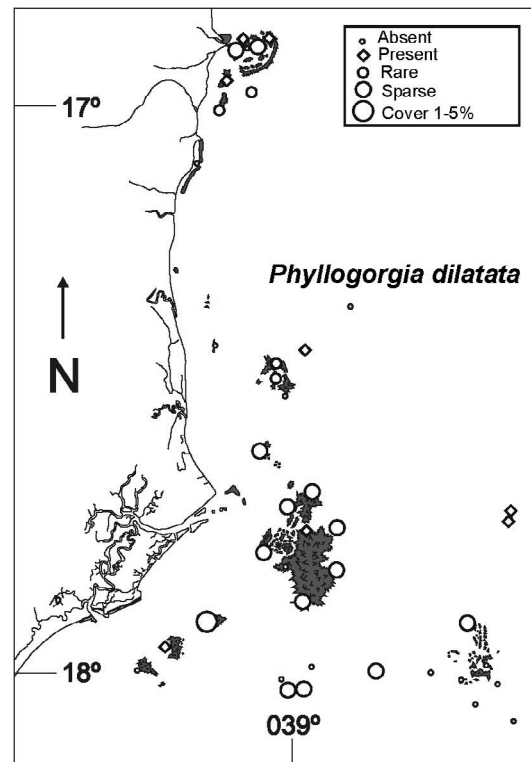 Absent
Present
Rare
Sparse
Cover 1-5%
17º
Phyllogorgia dilatata
N
18º
039º